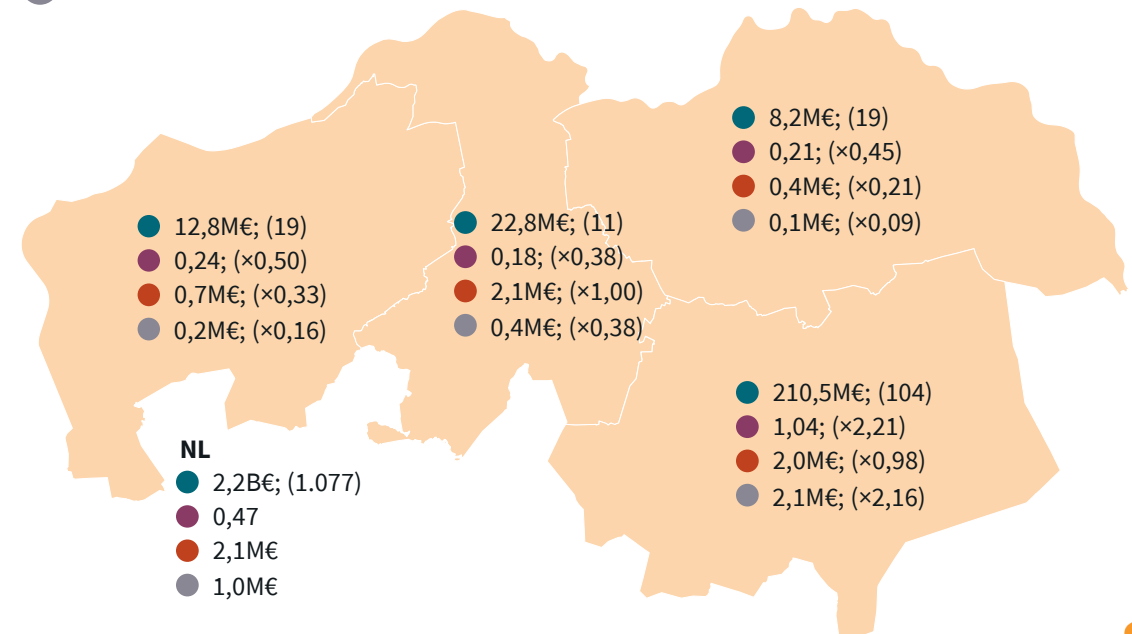 8,2M€; (19)
0,21; (×0,45)
0,4M€; (×0,21)
0,1M€; (×0,09)
12,8M€; (19)
0,24; (×0,50)
0,7M€; (×0,33)
0,2M€; (×0,16)
22,8M€; (11)
0,18; (×0,38)
2,1M€; (×1,00)
0,4M€; (×0,38)
210,5M€; (104)
1,04; (×2,21)
2,0M€; (×0,98)
2,1M€; (×2,16)
NL
2,2B€; (1.077)
0,47
2,1M€
1,0M€